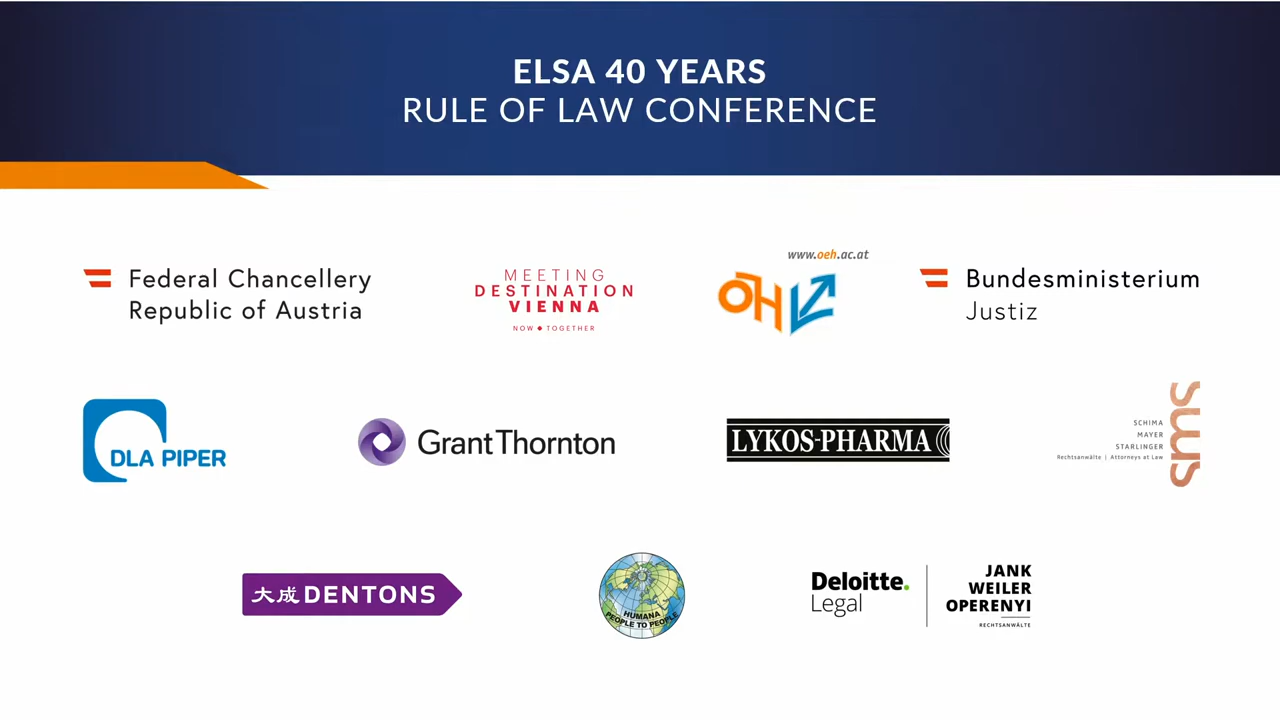 ELSA 40 YEARS
RULE OF LAW CONFERENCE
Federal Chancellery
Republic of Austria
MEETING
DESTINATION
VIENNA
NOW TOGETHER
www.oeh.ac.at
ÖH
Bundesministerium
Justiz
DLA PIPER
Grant Thornton
LYKOS-PHARMA
SCHIMA
MAYER
STARLINGER
Rechtsanwälte | Attorneys at Law
sms
大成 DENTONS
HUMANA
PEOPLE TO PEOPLE
Deloitte.
Legal
JANK
WEILER
OPERENYI
RECHTSANWÄLTE